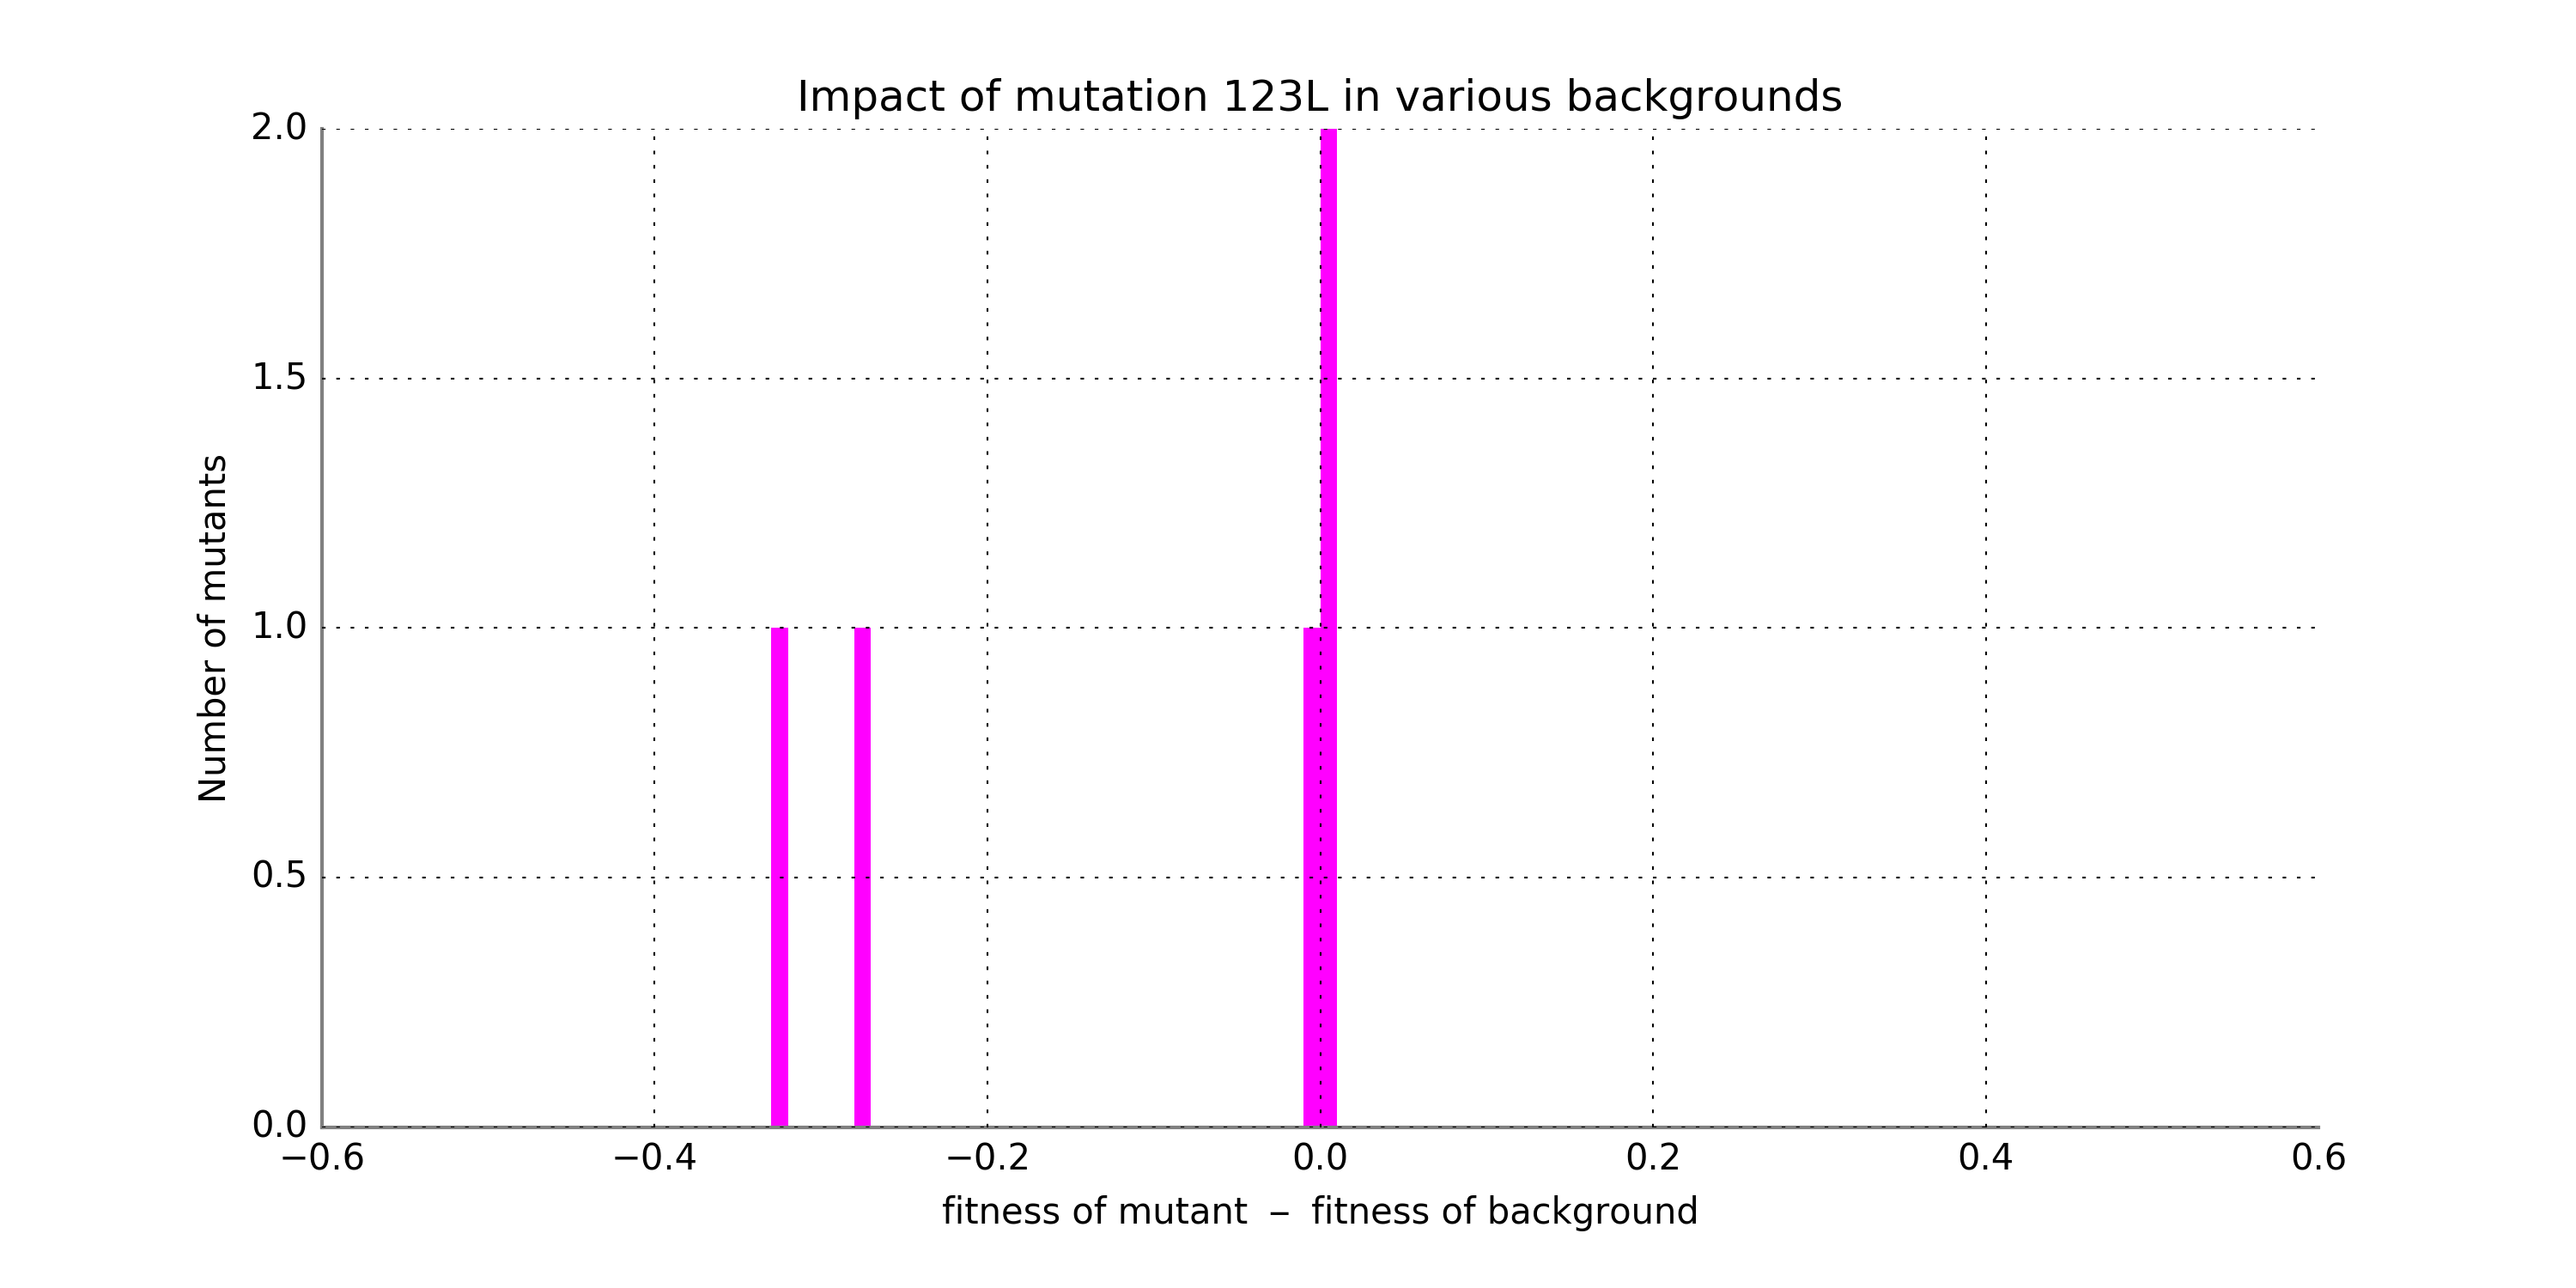 Impact of mutation 123L in various backgrounds
2.0
1.5
1.0
0.5
0.0
Number of mutants
−0.6 −0.4 −0.2 0.0 0.2 0.4 0.6
fitness of mutant − fitness of background